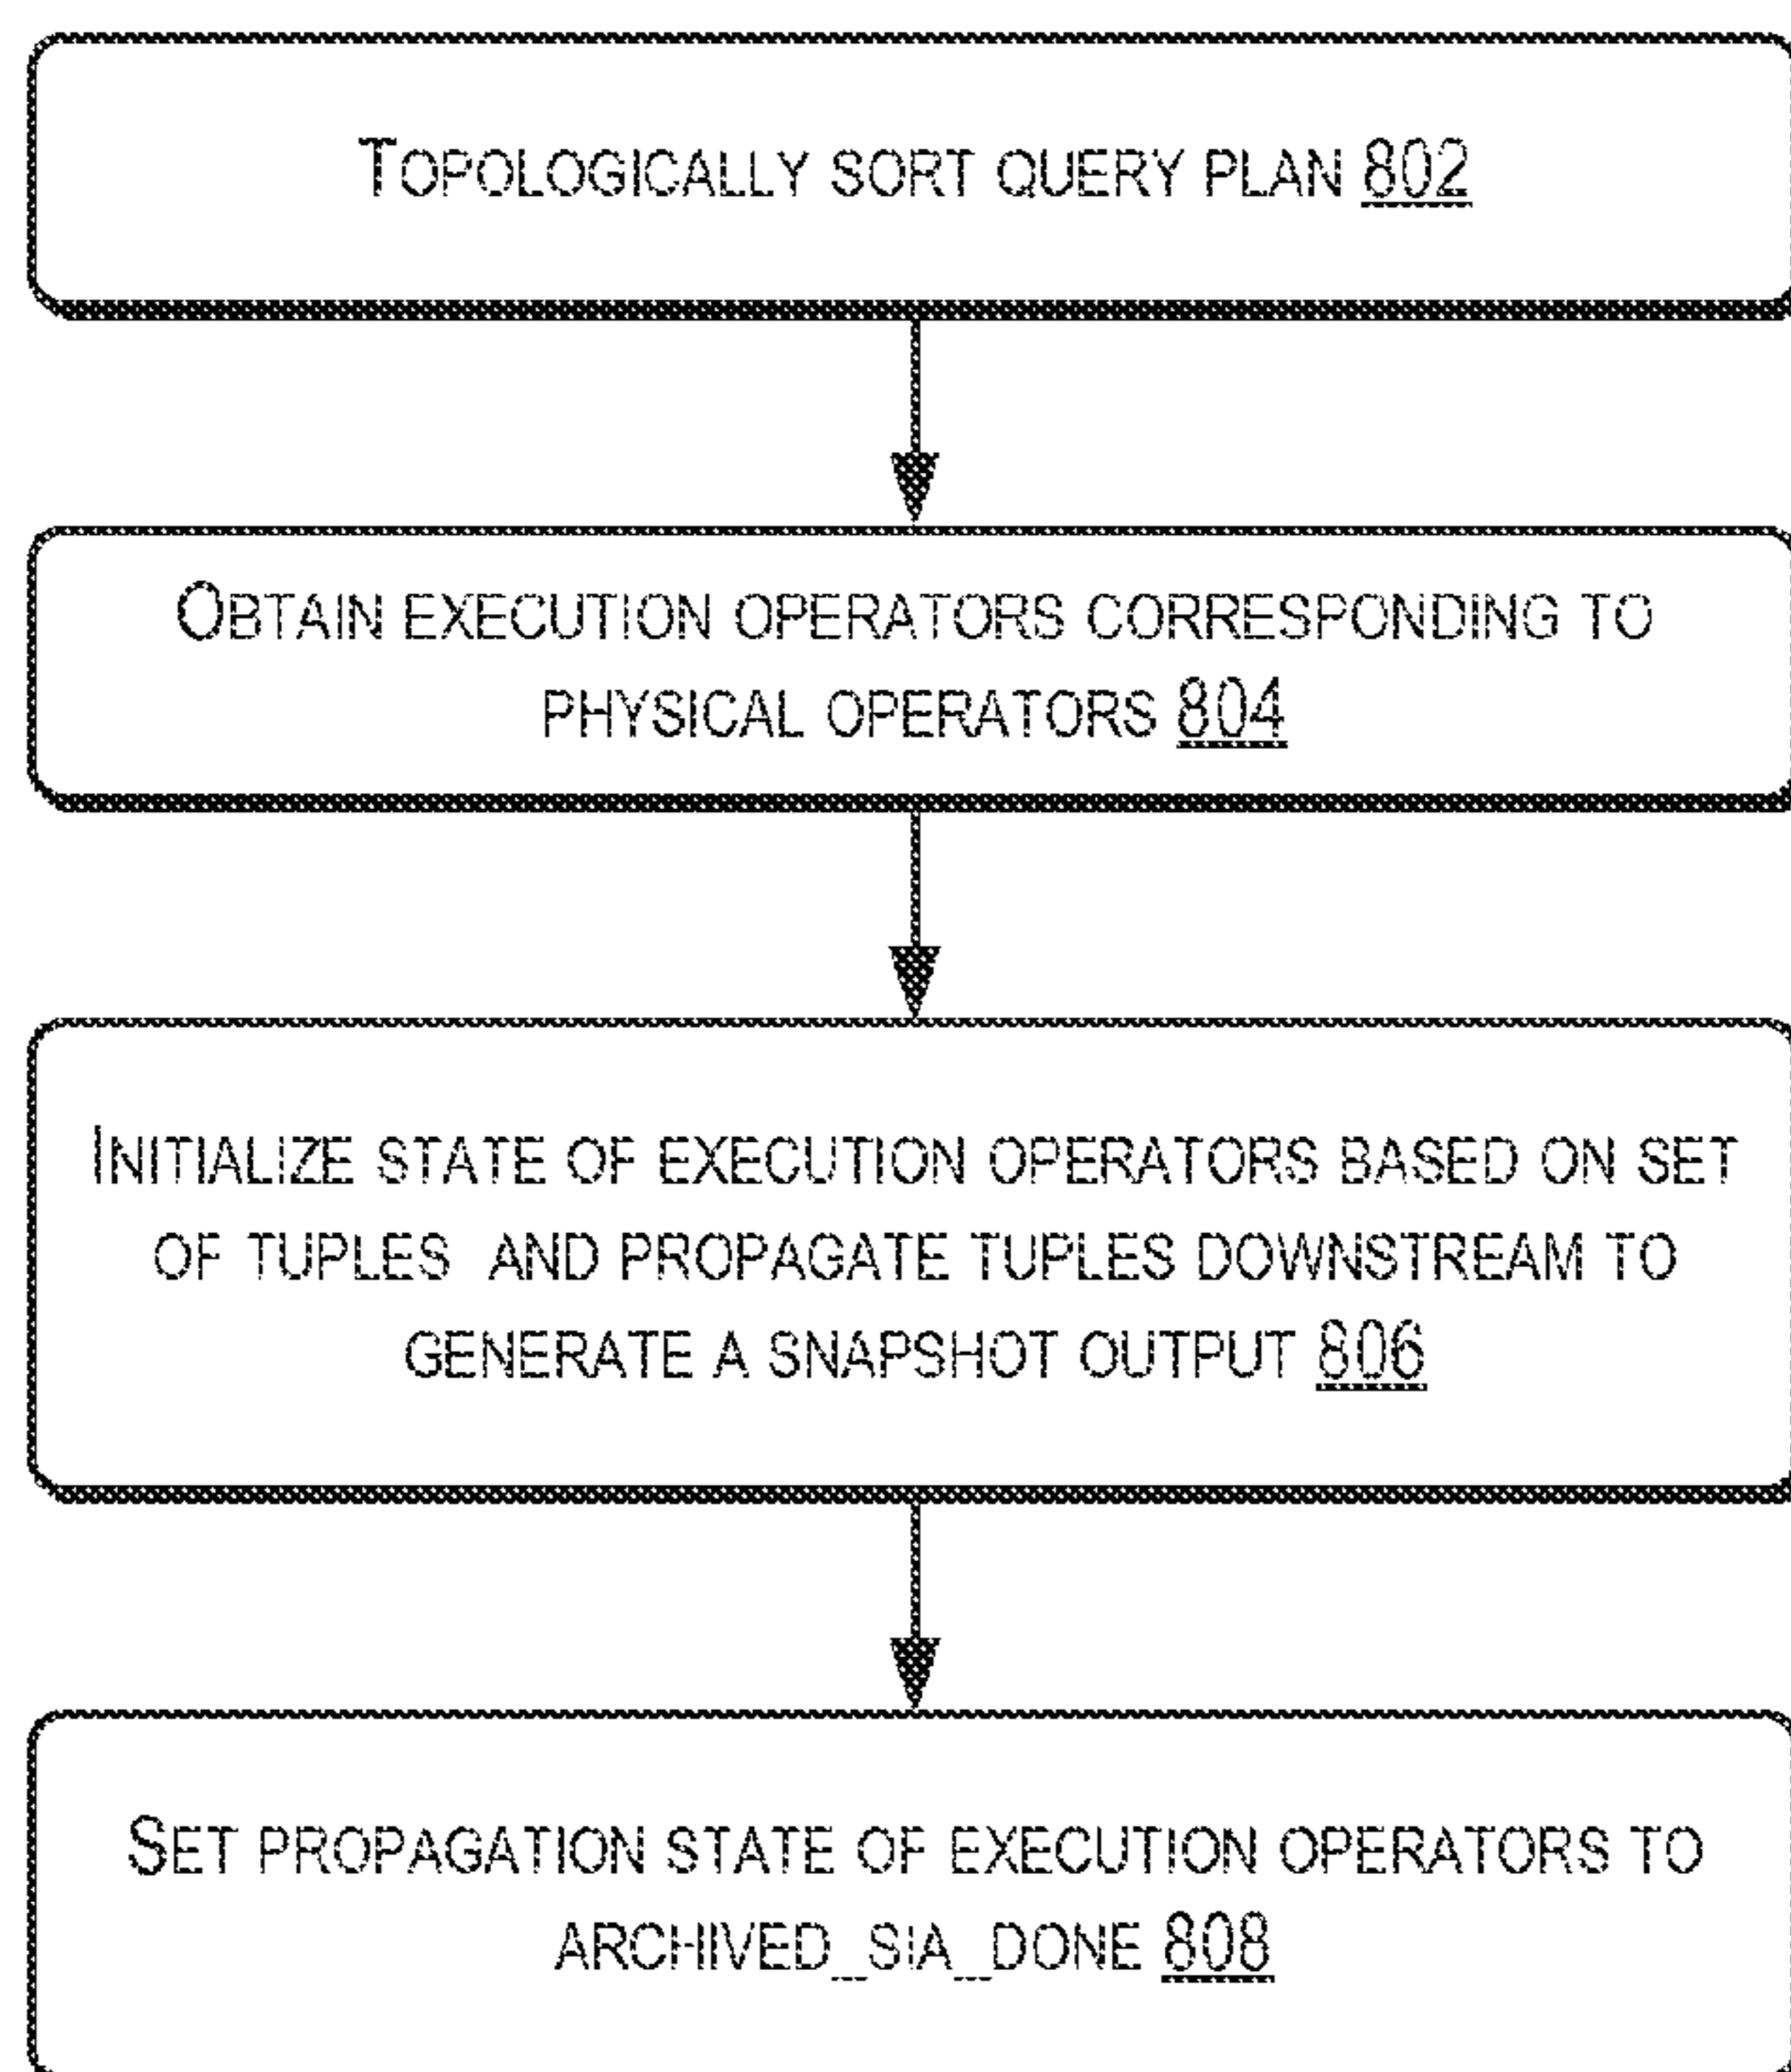 TOPOLOGICALLY SORT QUERY PLAN 802
OBTAIN EXECUTION OPERATORS CORRESPONDING TO
PHYSICAL OPERATORS 804
INITIALIZE STATE OF EXECUTION OPERATORS BASED ON SET
OF TUPLES AND PROPAGATE TUPLES DOWNSTREAM TO
GENERATE A SNAPSHOT OUTPUT 806
SET PROPAGATION STATE OF EXECUTION OPERATORS TO
ARCHIVED_SIA_DONE 808